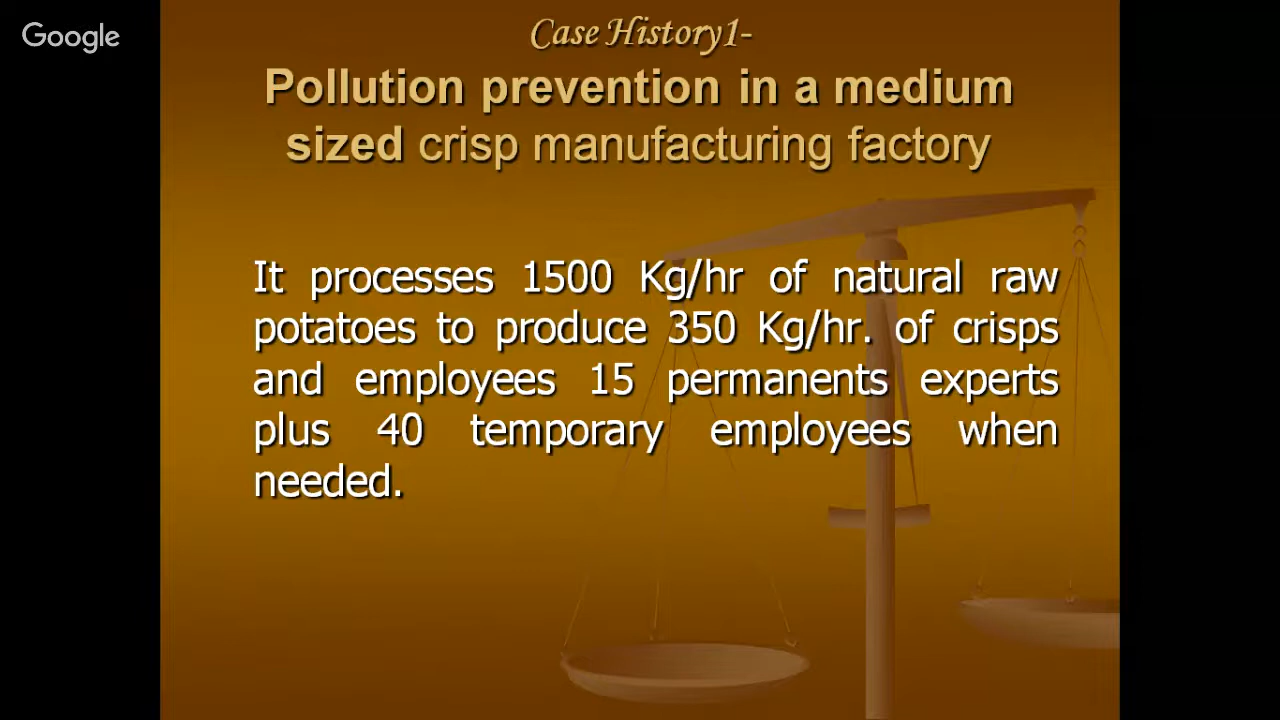 Google
Case History1-
Pollution prevention in a medium
sized crisp manufacturing factory
It processes 1500 Kg/hr of natural raw
potatoes to produce 350 Kg/hr. of crisps
and employees 15 permanents experts
plus 40 temporary employees when
needed.